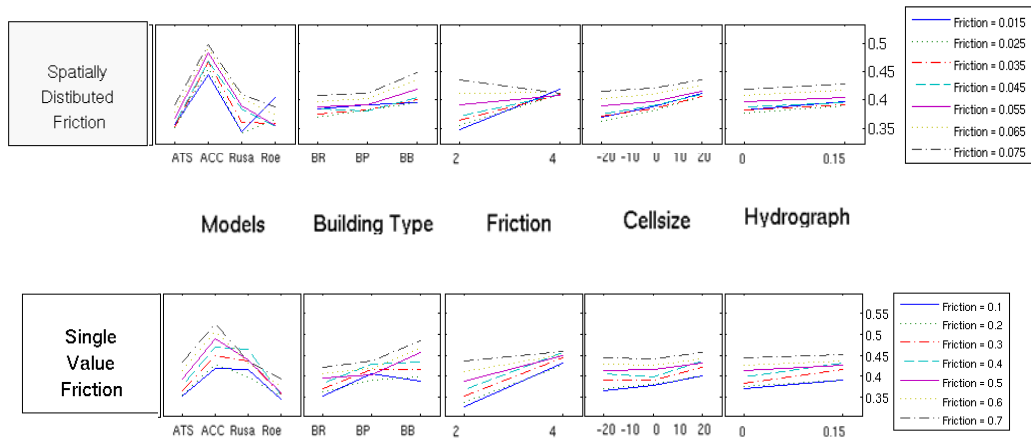 Spatially
Distibuted
Friction
0.5
0.45
0.4
0.35
ATS ACC Rusa Roe
BR BP BB
2 4
-20 -10 0 10 20
0 0.15
Friction = 0.015
Friction = 0.025
Friction = 0.035
Friction = 0.045
Friction = 0.055
Friction = 0.065
Friction = 0.075
Models Building Type Friction Cellsize Hydrograph
Single
Value
Friction
0.55
0.5
0.45
0.4
0.35
ATS ACC Rusa Roe
BR BP BB
2 4
-20 -10 0 10 20
0 0.15
Friction = 0.1
Friction = 0.2
Friction = 0.3
Friction = 0.4
Friction = 0.5
Friction = 0.6
Friction = 0.7